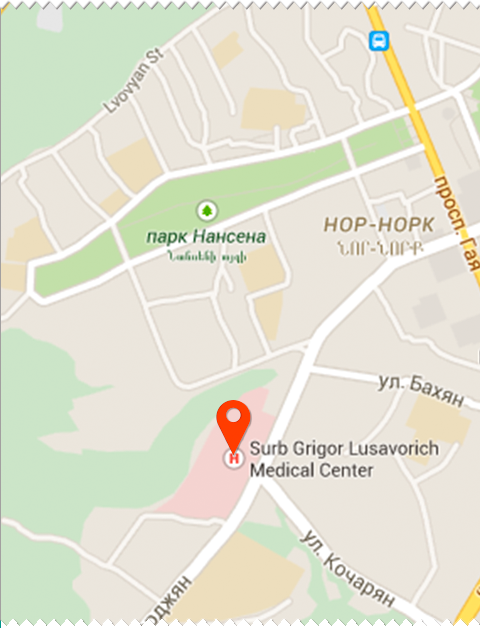 Lvovyan St
просп. Гая
НОР-НОРК
ՆՈՐ-ՆՈՐՔ
парк Нансена
Նանսենի այգի
ул. Бахян
H
Surb Grigor Lusavorich
Medical Center
ул. Кочарян
оджян